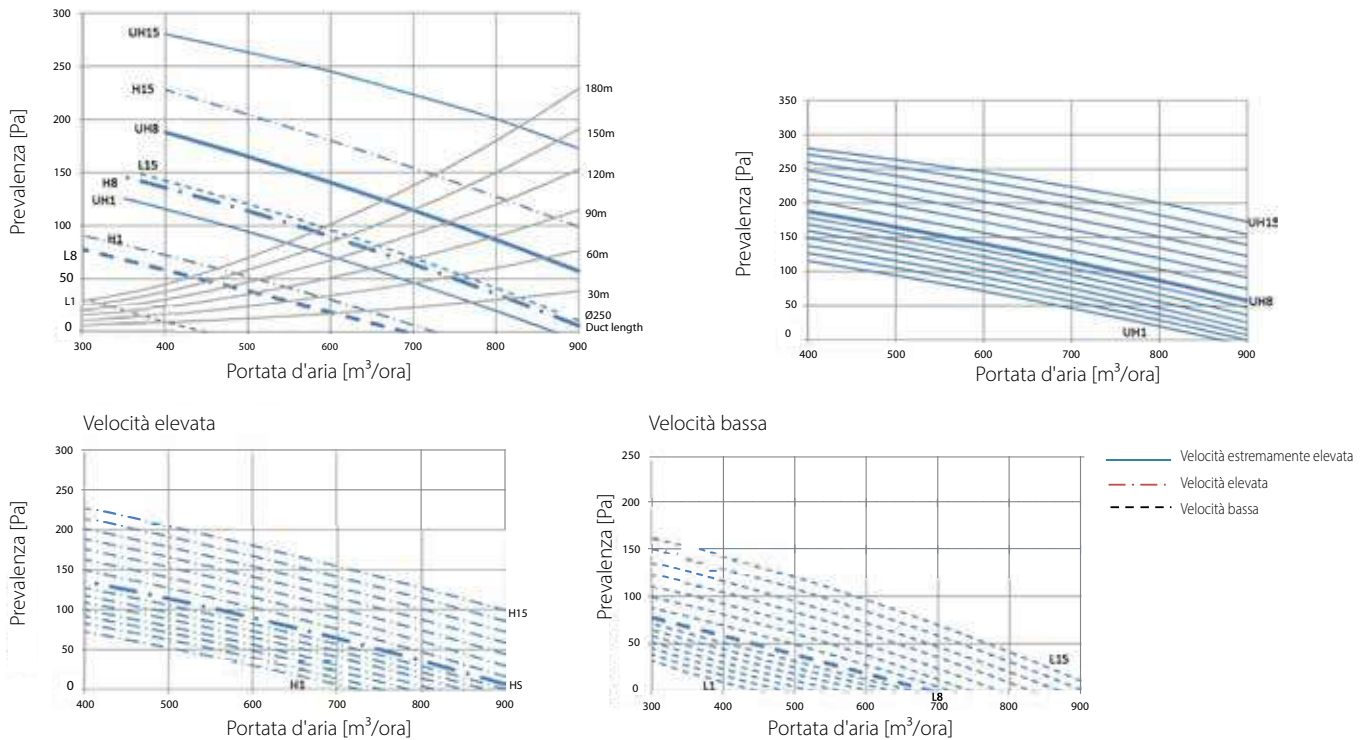 300
250
200
150
100
50
0
UH15
H15
UH8
L15
H8
UH1
H1
L8
L1
180m
150m
120m
90m
60m
30m
Ø250
Duct length
300 400 500 600 700 800 900
Prevalenza [Pa]
Portata d'aria [m³/ora]
350
300
250
200
150
100
50
0
UH15
UH8
UH1
400 500 600 700 800 900
Prevalenza [Pa]
Portata d'aria [m³/ora]
Velocità elevata
300
250
200
150
100
50
0
H15
H1
HS
400 500 600 700 800 900
Prevalenza [Pa]
Portata d'aria [m³/ora]
Velocità bassa
250
200
150
100
50
0
L15
L1
L8
300 400 500 600 700 800 900
Prevalenza [Pa]
Portata d'aria [m³/ora]
Velocità estremamente elevata
Velocità elevata
Velocità bassa